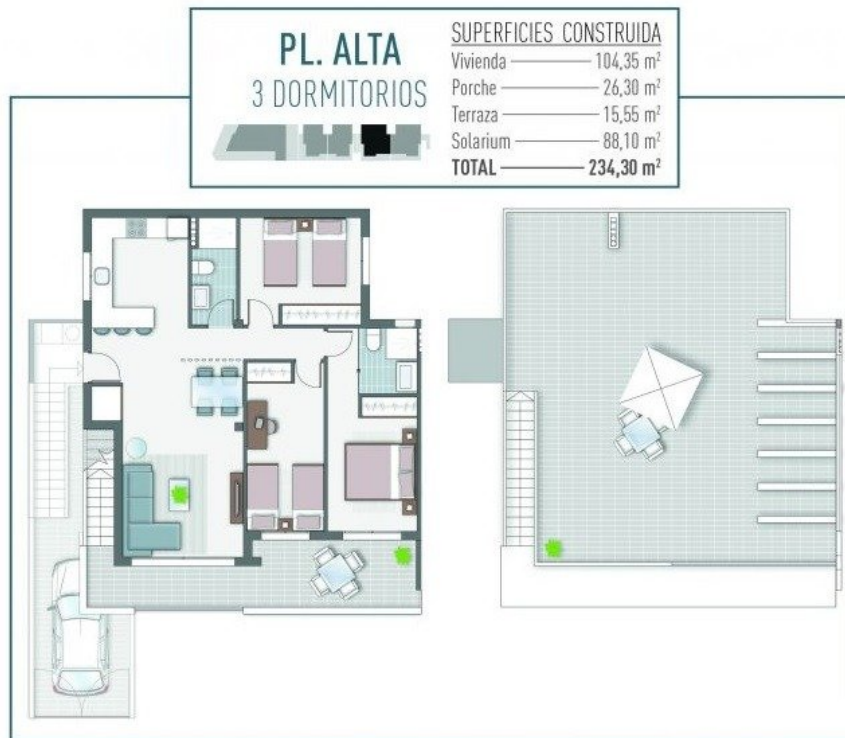 PL. ALTA
3 DORMITORIOS
SUPERFICIES CONSTRUIDA
Vivienda 104,35 m²
Porche 26,30 m²
Terraza 15,55 m²
Solarium 88,10 m²
TOTAL 234,30 m²